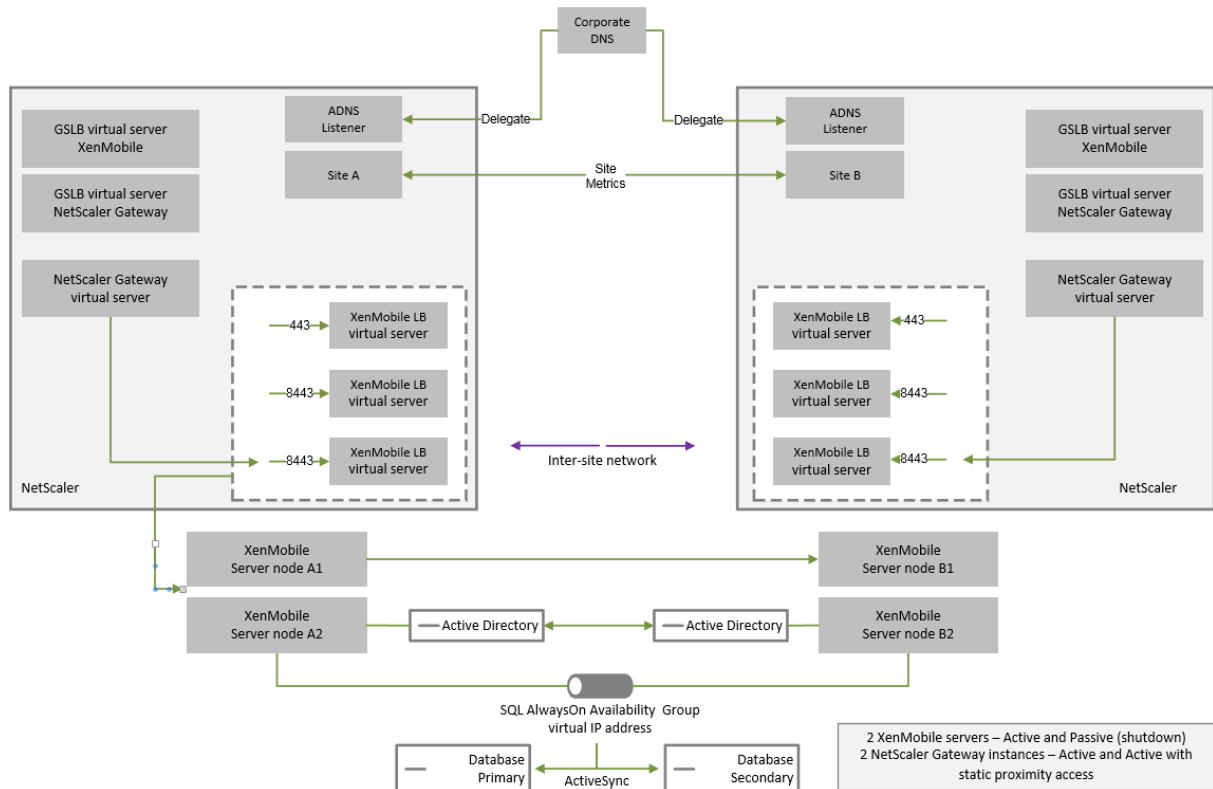 Corporate
DNS
ADNS
Listener
Delegate
Delegate
ADNS
Listener
GSLB virtual server
XenMobile
GSLB virtual server
XenMobile
Site A
Site
Metrics
Site B
GSLB virtual server
NetScaler Gateway
GSLB virtual server
NetScaler Gateway
NetScaler Gateway
virtual server
NetScaler Gateway
virtual server
443
XenMobile LB
virtual server
XenMobile LB
virtual server
443
8443
XenMobile LB
virtual server
XenMobile LB
virtual server
8443
8443
XenMobile LB
virtual server
XenMobile LB
virtual server
8443
Inter-site network
NetScaler
NetScaler
XenMobile
Server node A1
XenMobile
Server node B1
XenMobile
Server node A2
Active Directory
Active Directory
XenMobile
Server node B2
SQL AlwaysOn Availability Group
virtual IP address
Database
Primary
ActiveSync
Database
Secondary
2 XenMobile servers – Active and Passive (shutdown)
2 NetScaler Gateway instances – Active and Active with
static proximity access